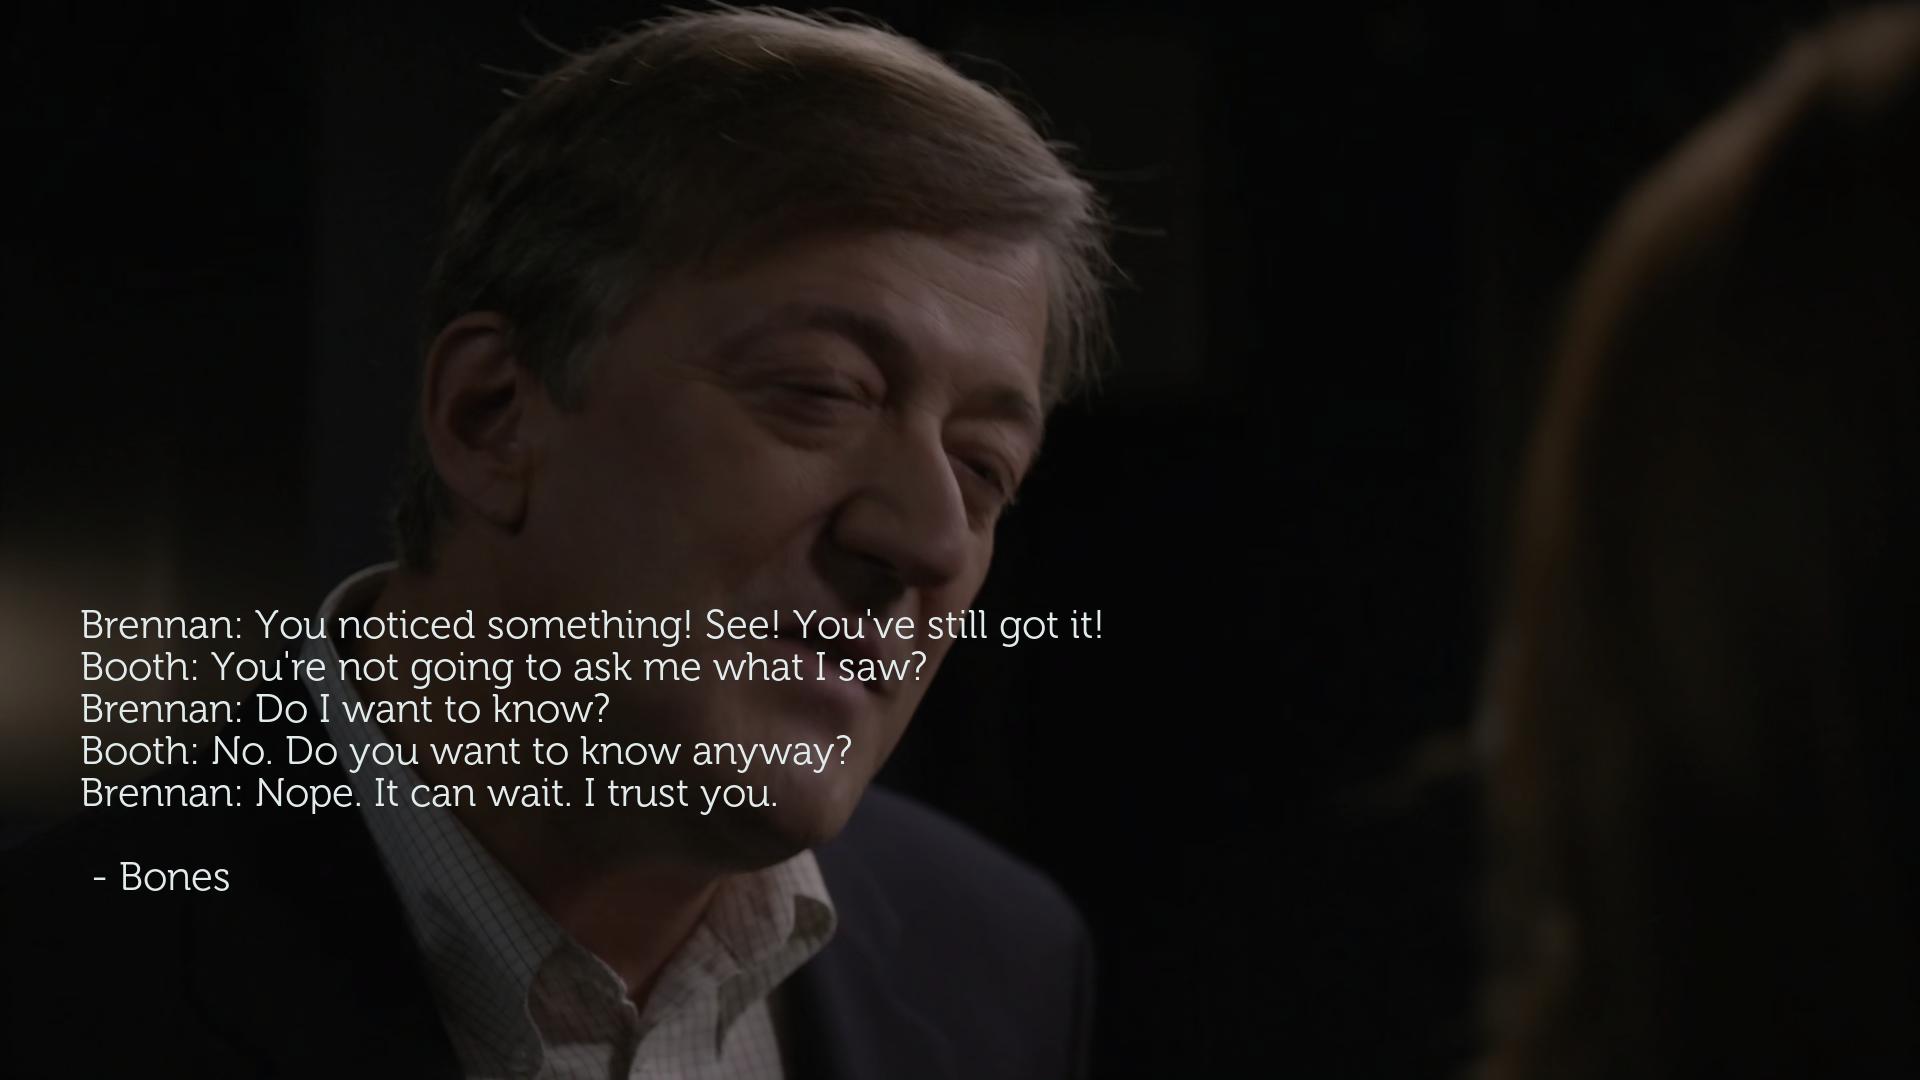 Brennan: You noticed something! See! You've still got it!
Booth: You're not going to ask me what I saw?
Brennan: Do I want to know?
Booth: No. Do you want to know anyway?
Brennan: Nope. It can wait. I trust you.
- Bones